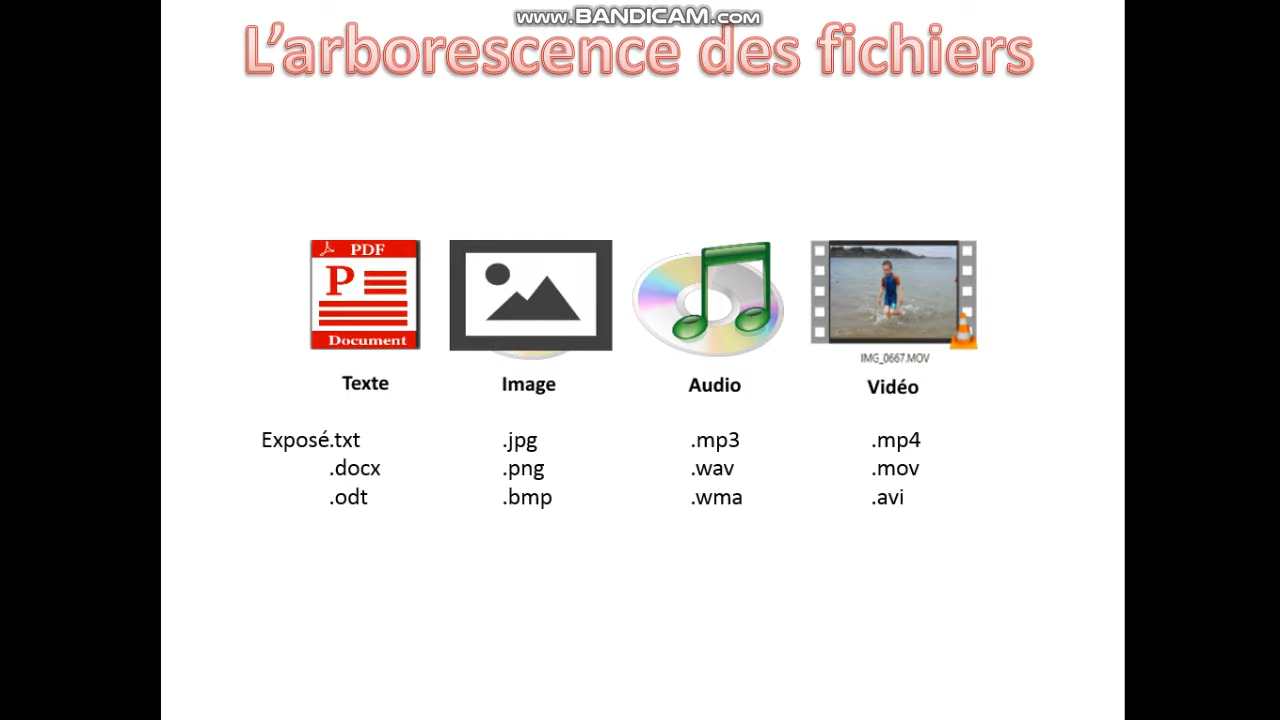 www.BANDICAM.com
L'arborescence des fichiers
PDF
P
Document
IMG_0667.MOV
Texte
Image
Audio
Vidéo
Exposé.txt
.docx
.odt
.jpg
.png
.bmp
.mp3
.wav
.wma
.mp4
.mov
.avi